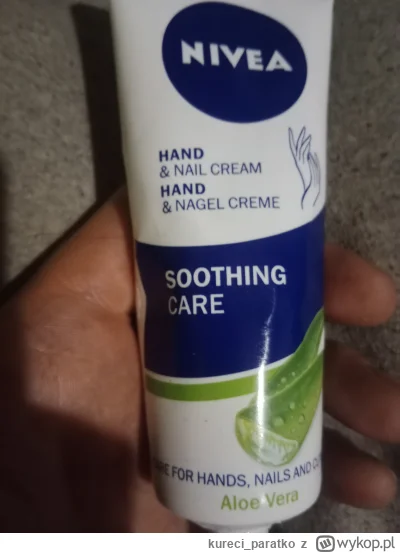 NIVEA
HAND
& NAIL CREAM
HAND
& NAGEL CREME
SOOTHING
CARE
FOR HANDS, NAILS AND
Aloe Vera
kureci_paratko z wykop.pl